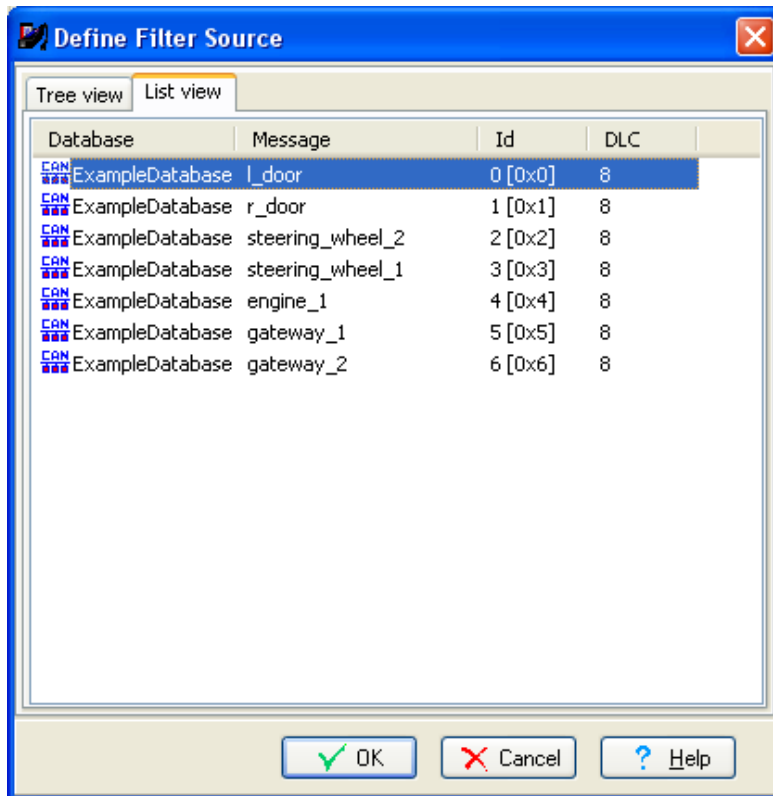 Define Filter Source
Tree view List view
Database Message Id DLC
CAN ExampleDatabase l_door 0 [0x0] 8
CAN ExampleDatabase r_door 1 [0x1] 8
CAN ExampleDatabase steering_wheel_2 2 [0x2] 8
CAN ExampleDatabase steering_wheel_1 3 [0x3] 8
CAN ExampleDatabase engine_1 4 [0x4] 8
CAN ExampleDatabase gateway_1 5 [0x5] 8
CAN ExampleDatabase gateway_2 6 [0x6] 8
OK Cancel ? Help